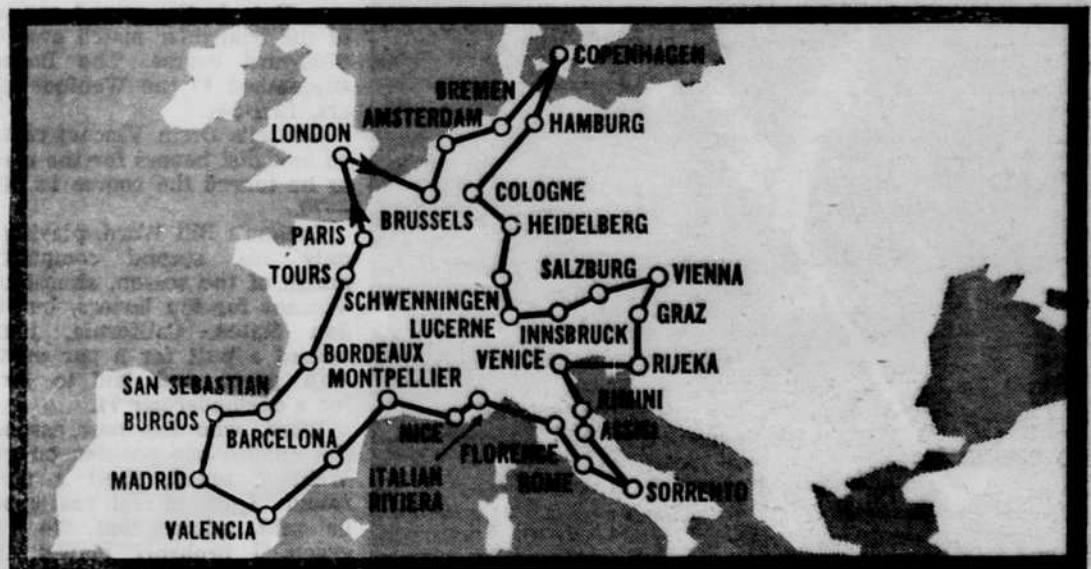 COPENHAGEN
BREMEN
AMSTERDAM
HAMBURG
LONDON
COLOGNE
BRUSSELS
HEIDELBERG
PARIS
SALZBURG
VIENNA
TOURS
SCHWENNINGEN
LUCERNE
INNSBRUCK
GRAZ
VENICE
RIJEKA
BORDEAUX
MONTPELLIER
SAN SEBASTIAN
RIMINI
BURGOS
BARCELONA
NICE
ASSISI
FLORENCE
ITALIAN
RIVIERA
ROME
MADRID
SORRENTO
VALENCIA